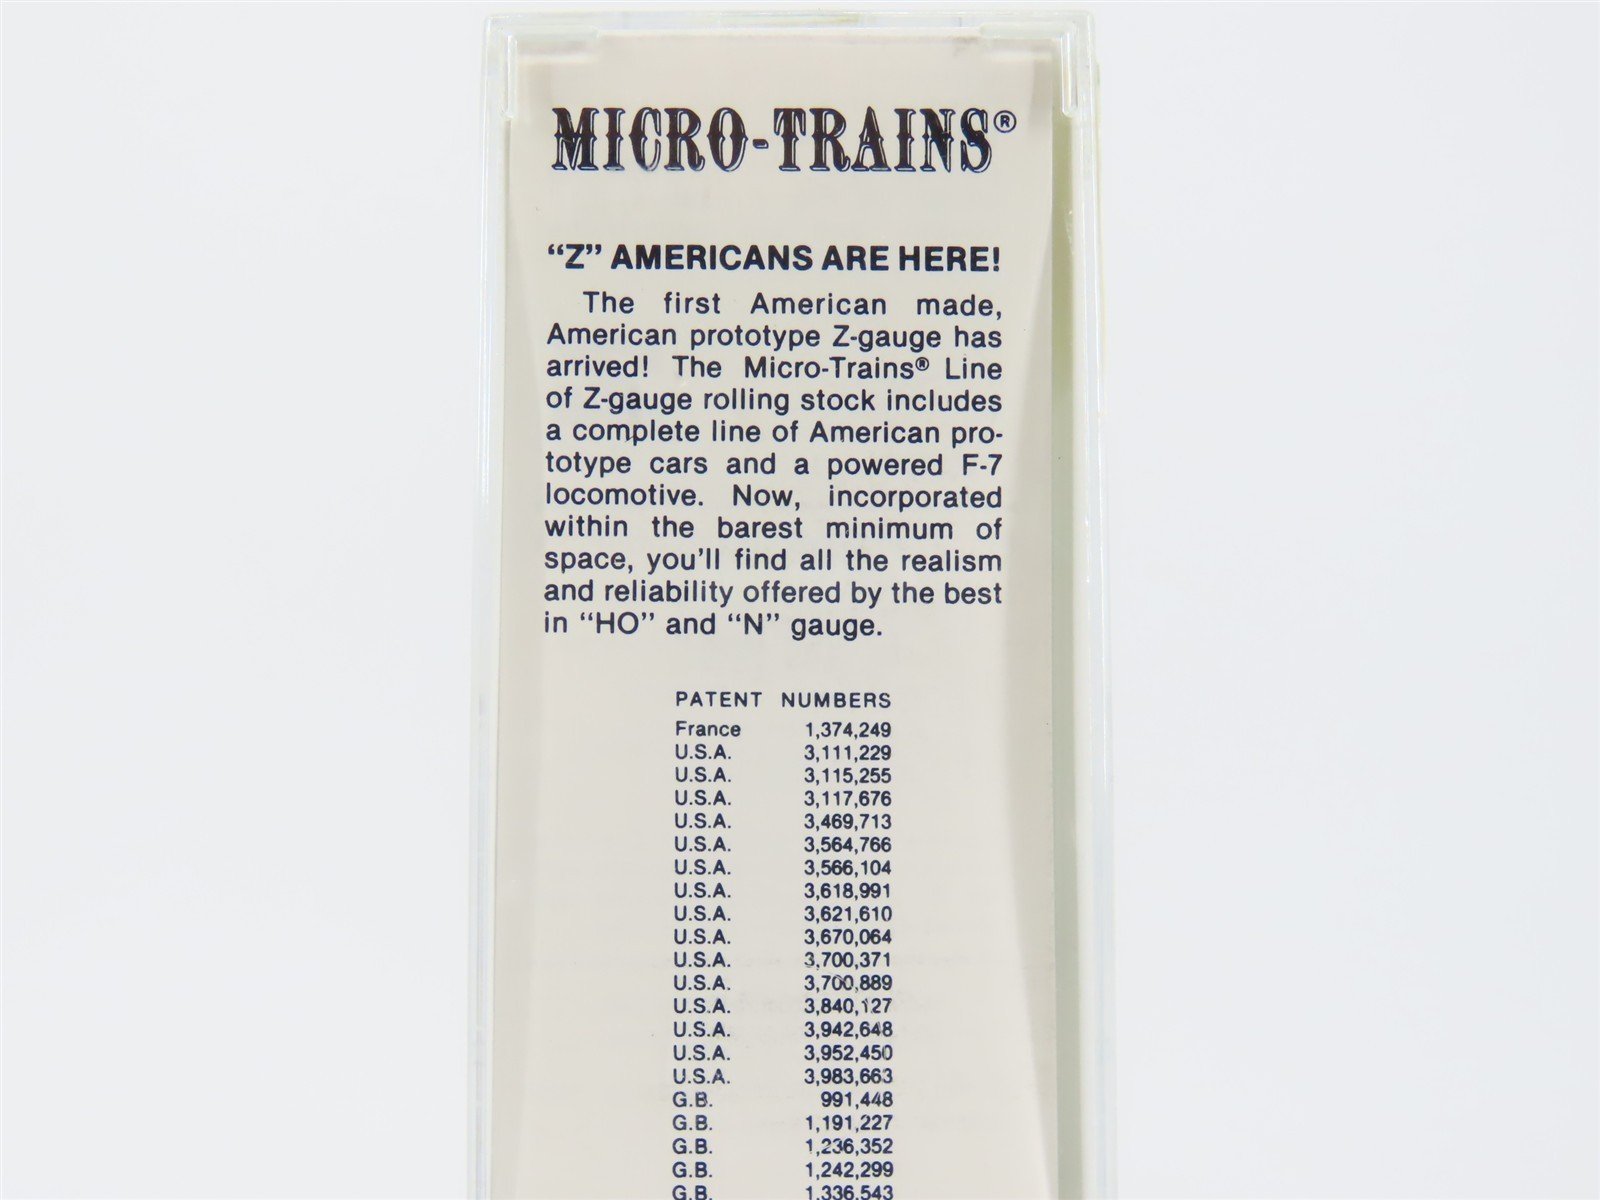 MICRO-TRAINS®
“Z” AMERICANS ARE HERE!
The first American made,
American prototype Z-gauge has
arrived! The Micro-Trains® Line
of Z-gauge rolling stock includes
a complete line of American pro-
totype cars and a powered F-7
locomotive. Now, incorporated
within the barest minimum of
space, you’ll find all the realism
and reliability offered by the best
in “HO” and “N” gauge.
PATENT NUMBERS
France 1,374,249
U.S.A. 3,111,229
U.S.A. 3,115,255
U.S.A. 3,117,676
U.S.A. 3,469,713
U.S.A. 3,564,766
U.S.A. 3,566,104
U.S.A. 3,618,991
U.S.A. 3,621,610
U.S.A. 3,670,064
U.S.A. 3,700,371
U.S.A. 3,700,889
U.S.A. 3,840,127
U.S.A. 3,942,648
U.S.A. 3,952,450
U.S.A. 3,983,663
G.B. 991,448
G.B. 1,191,227
G.B. 1,236,352
G.B. 1,242,299
G.B. 1,336,543